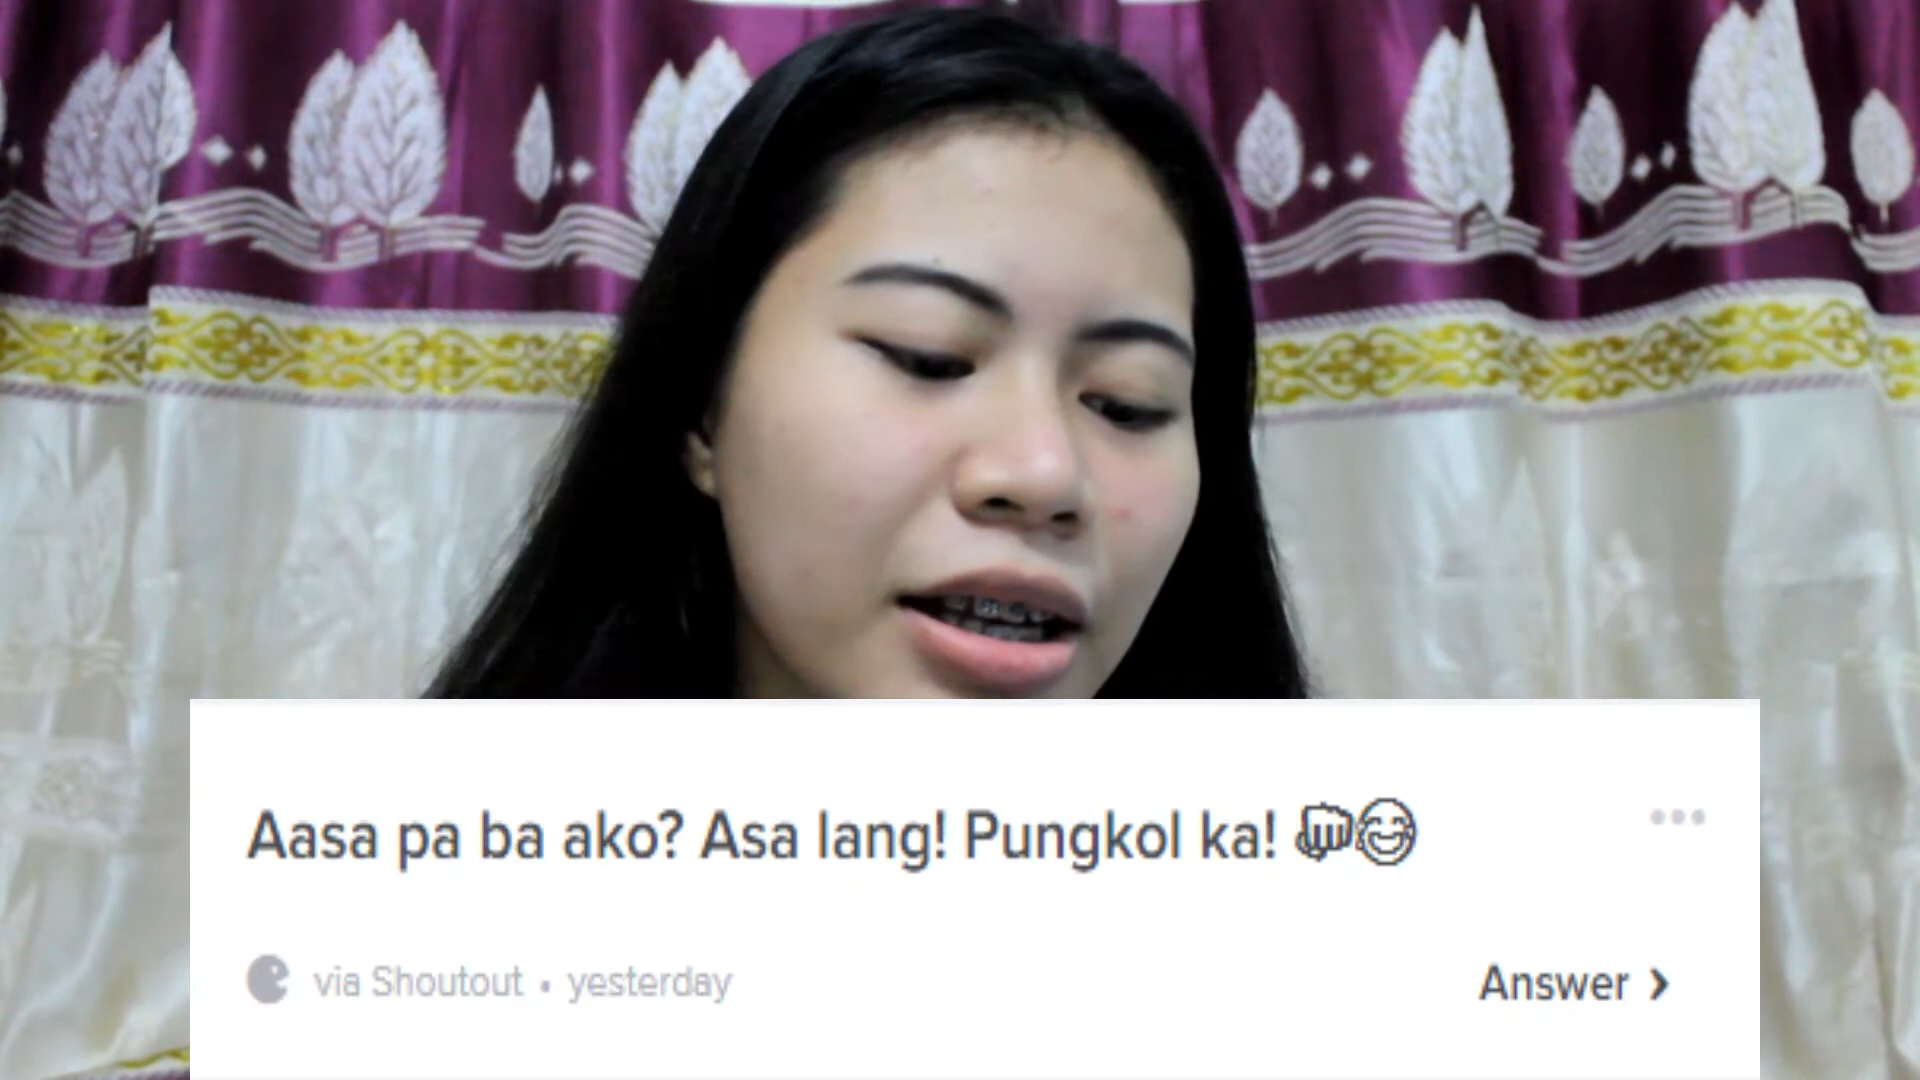 Aasa pa ba ako? Asa lang! Pungkol ka! 👊😂
via Shoutout • yesterday
Answer >